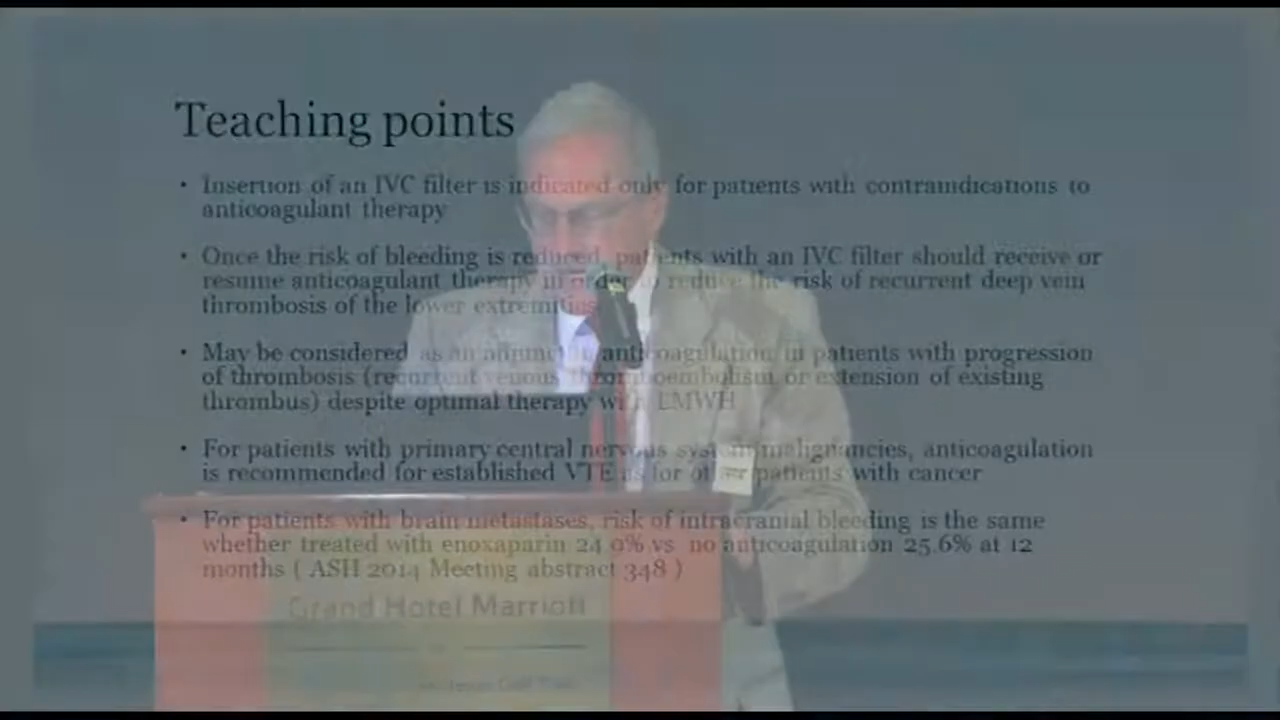 Teaching points
• Insertion of an IVC filter is indicated only for patients with contraindications to
anticoagulant therapy
• Once the risk of bleeding is reduced, patients with an IVC filter should receive or
resume anticoagulant therapy in order to reduce the risk of recurrent deep vein
thrombosis of the lower extremities
• May be considered as an adjunct to anticoagulation in patients with progression
of thrombosis (recurrent venous thromboembolism or extension of existing
thrombus) despite optimal therapy with LMWH
• For patients with primary central nervous system malignancies, anticoagulation
is recommended for established VTE as for other patients with cancer
• For patients with brain metastases, risk of intracranial bleeding is the same
whether treated with enoxaparin 24.0% vs no anticoagulation 25.6% at 12
months ( ASH 2014 Meeting abstract 348 )
Grand Hotel Marriott